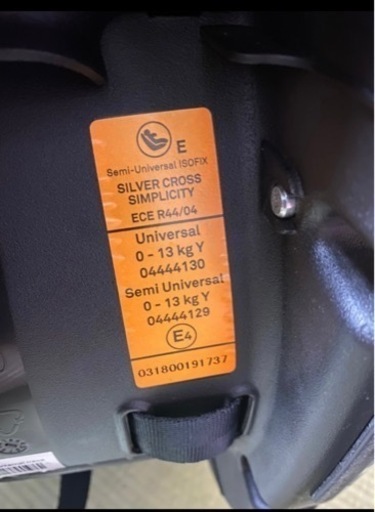 E
Semi-Universal ISOFIX
SILVER CROSS
SIMPLICITY
ECE R44/04
Universal
0 - 13 kg Y
04444130
Semi Universal
0 - 13 kg Y
04444129
E4
031800191737